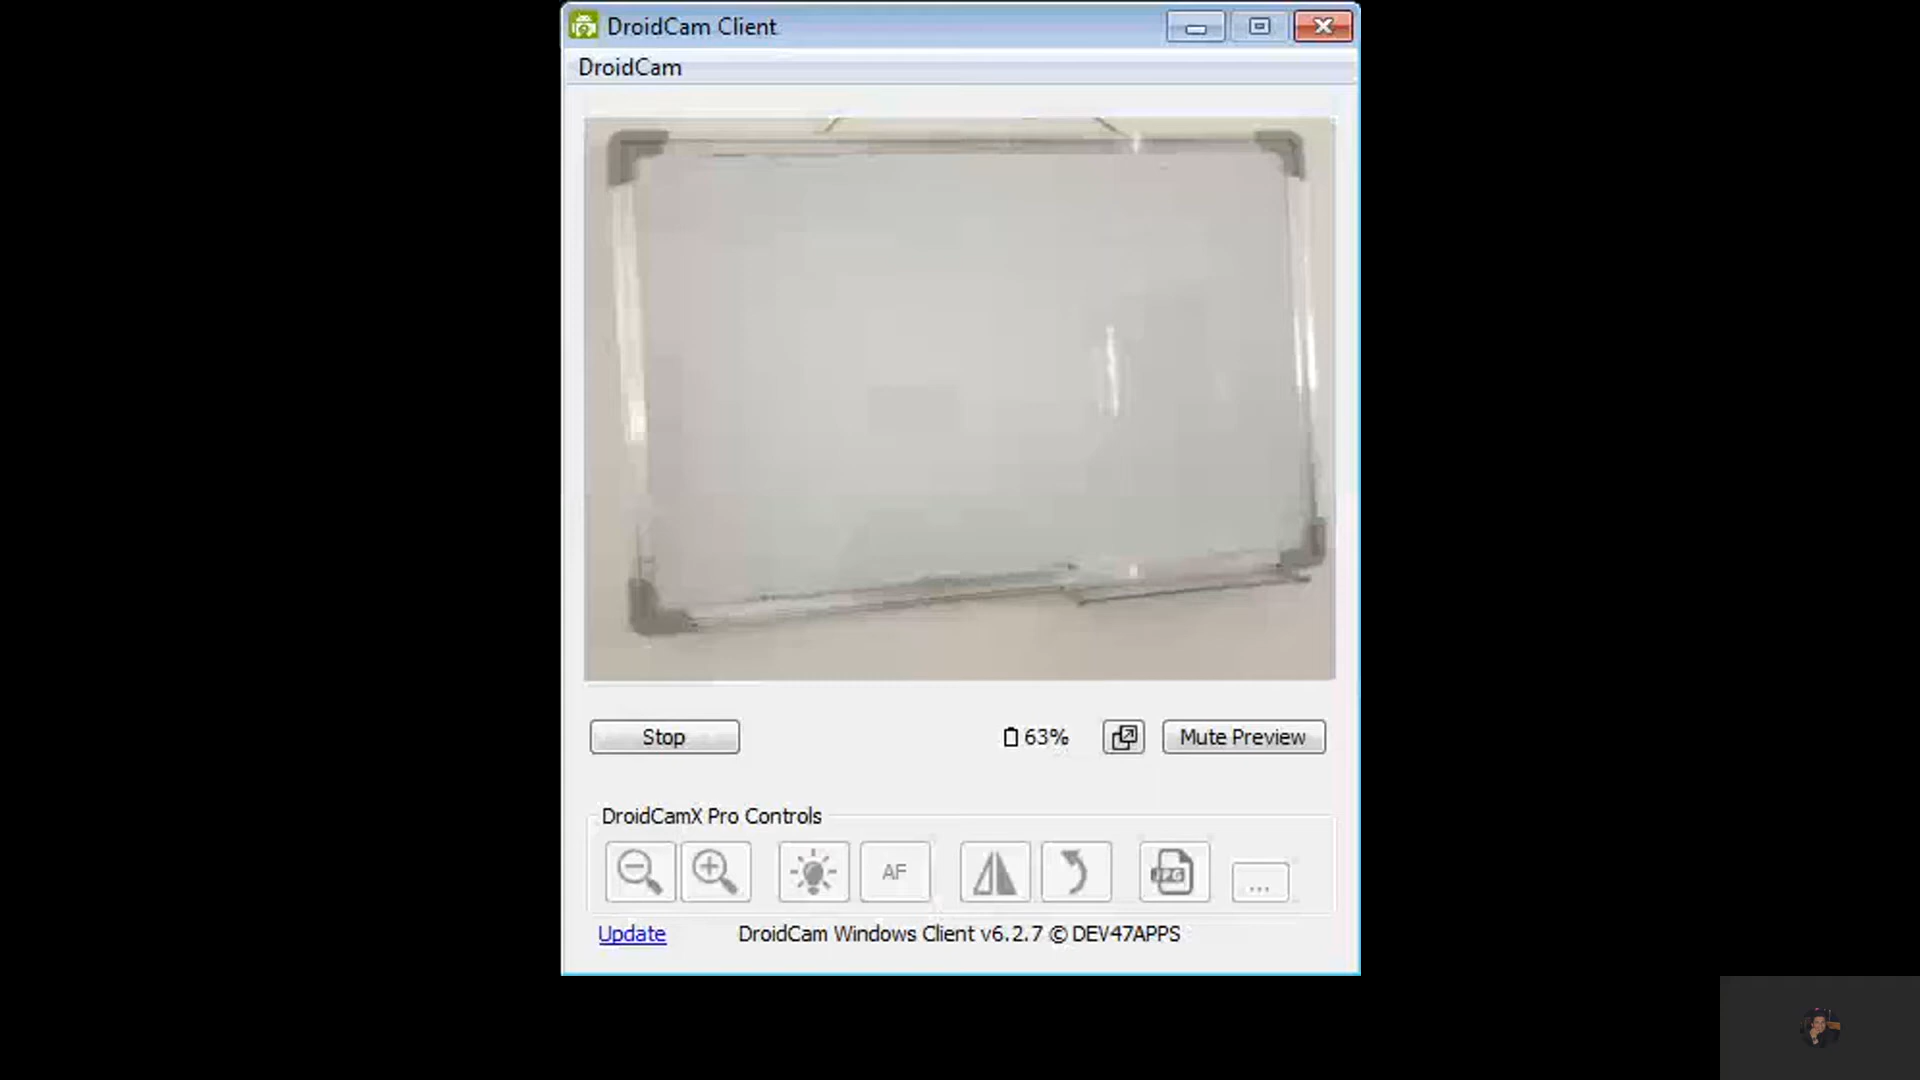 DroidCam Client
DroidCam
Stop
63%
Mute Preview
DroidCamX Pro Controls
AF
JPG
...
Update
DroidCam Windows Client v6.2.7 © DEV47APPS